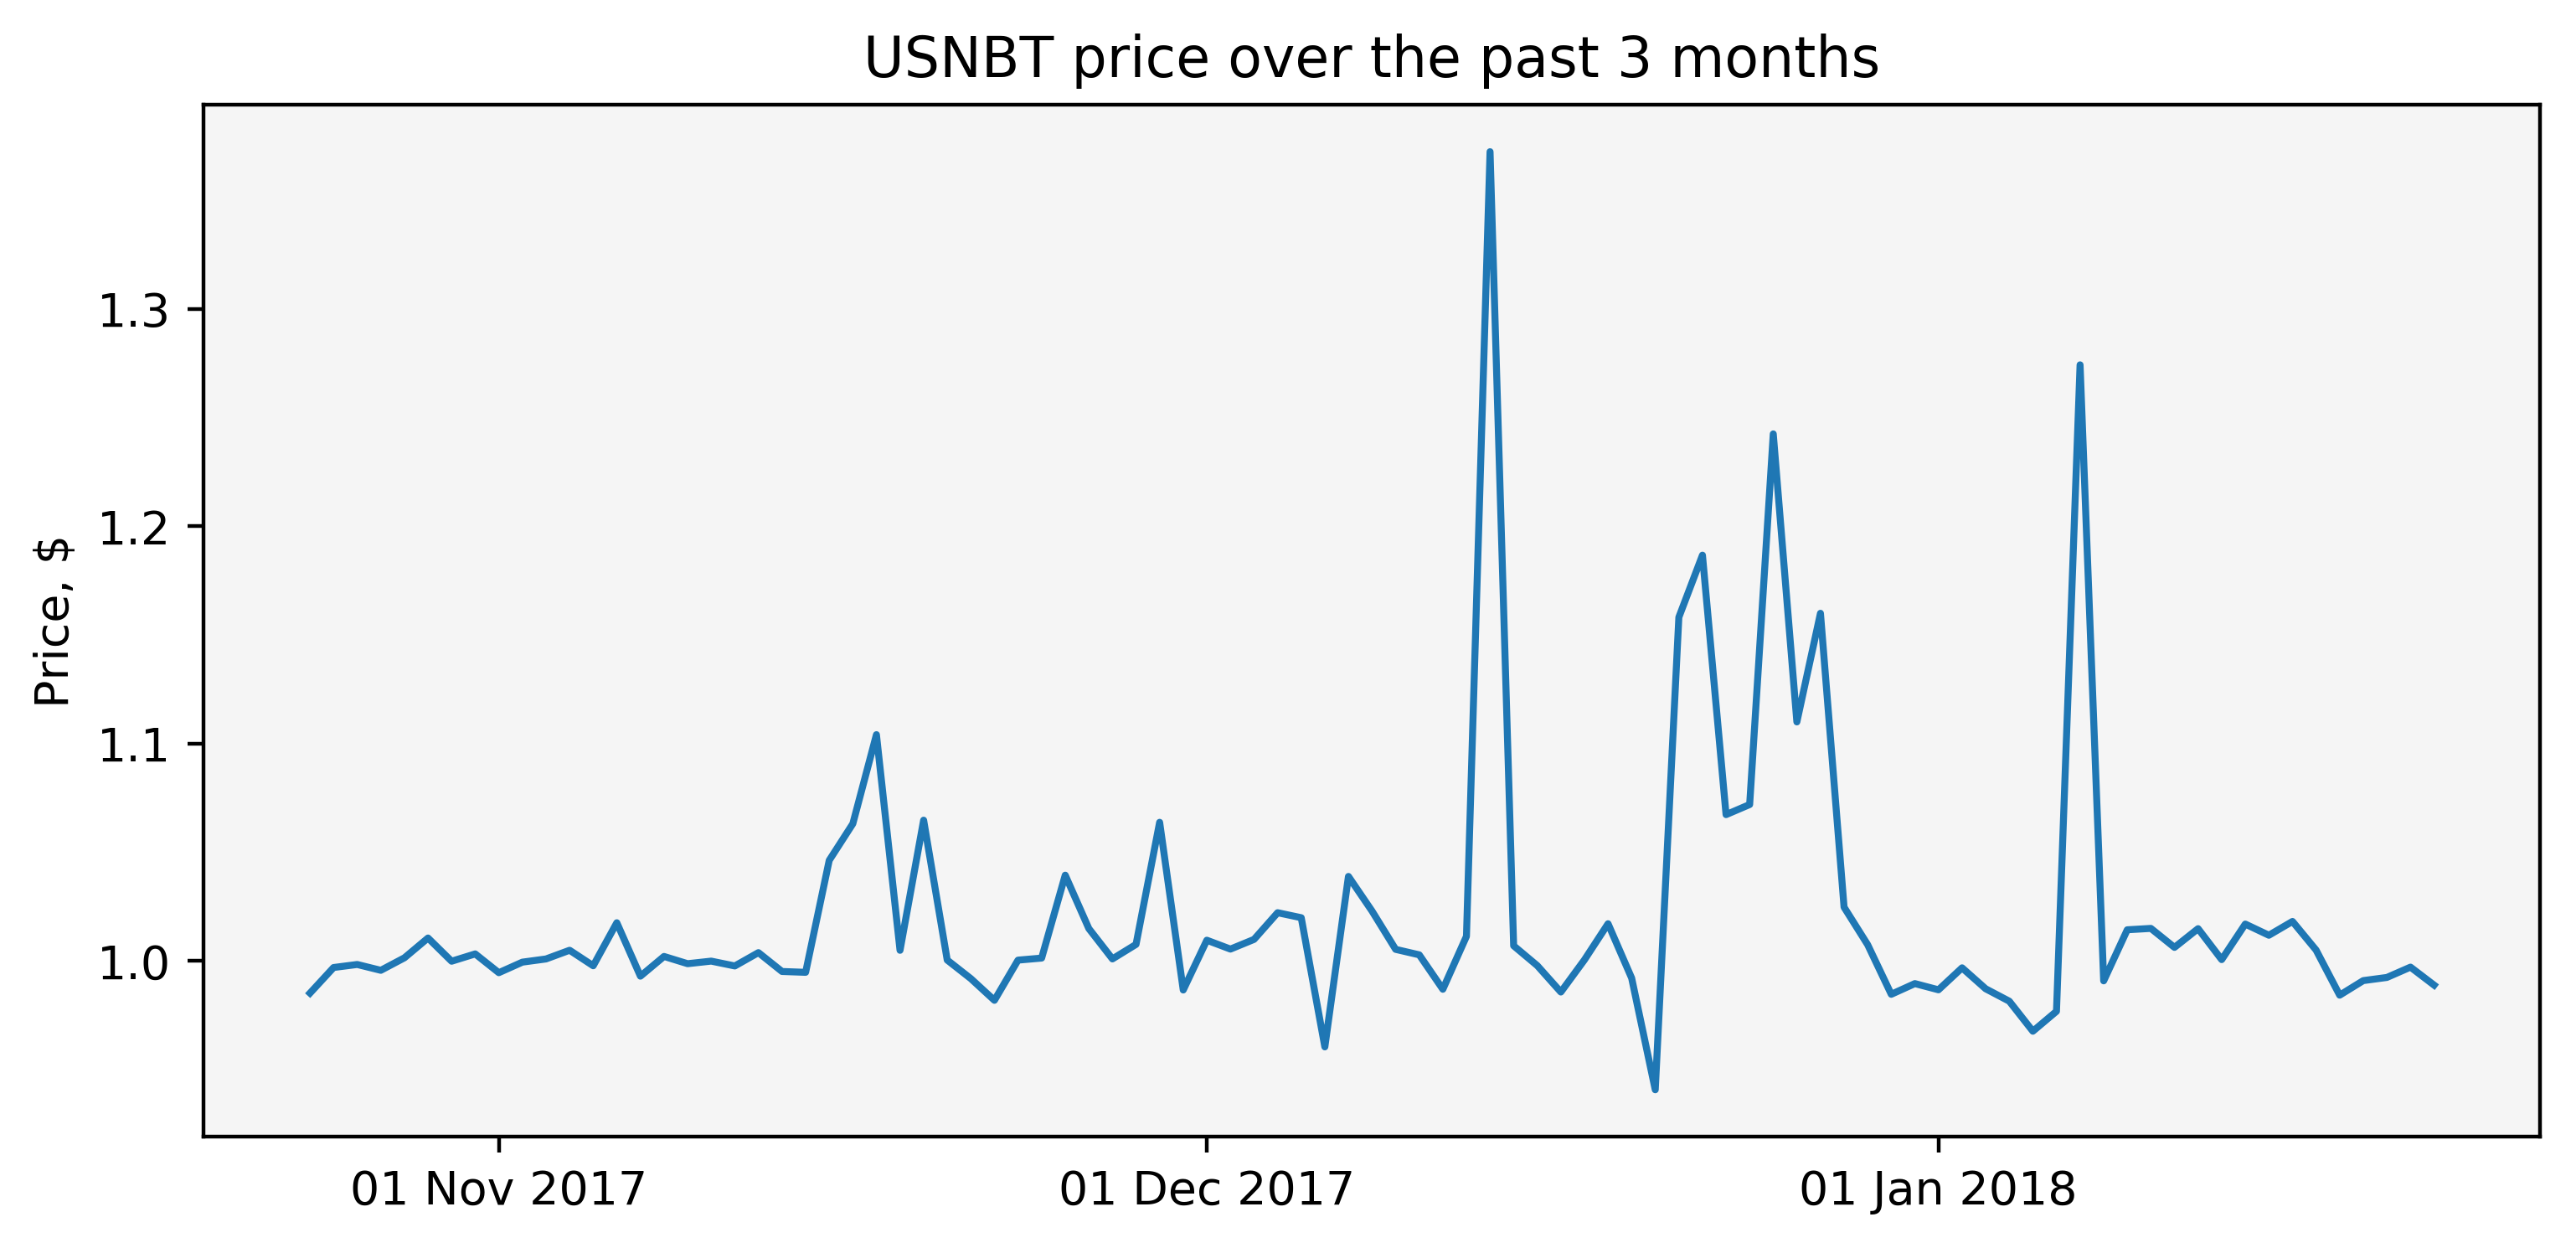 USNBT price over the past 3 months
Price, $
1.3
1.2
1.1
1.0
01 Nov 2017
01 Dec 2017
01 Jan 2018